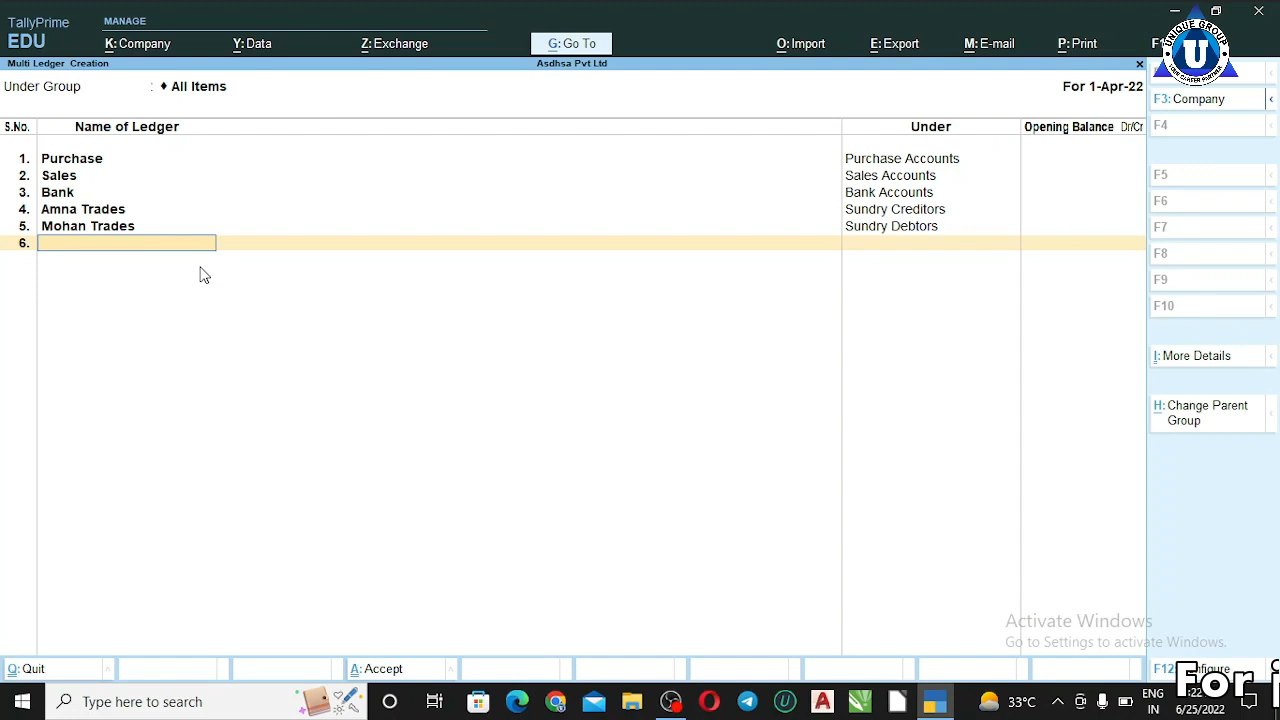 TallyPrime
EDU
MANAGE
K: Company
Y: Data
Z: Exchange
G: Go To
O: Import
E: Export
M: E-mail
P: Print
UNIQUE GROUP
U
Multi Ledger Creation
Asdhsa Pvt Ltd
Under Group : ♦ All Items
For 1-Apr-22
S.No. Name of Ledger Under Opening Balance Dr/Cr
1. Purchase Purchase Accounts
2. Sales Sales Accounts
3. Bank Bank Accounts
4. Amna Trades Sundry Creditors
5. Mohan Trades Sundry Debtors
6.
F3: Company
F4
F5
F6
F7
F8
F9
F10
I: More Details
H: Change Parent
Group
Activate Windows
Go to Settings to activate Windows.
Q: Quit
A: Accept
F12
For i
Type here to search
33°C
ENG
IN
6/25/2022